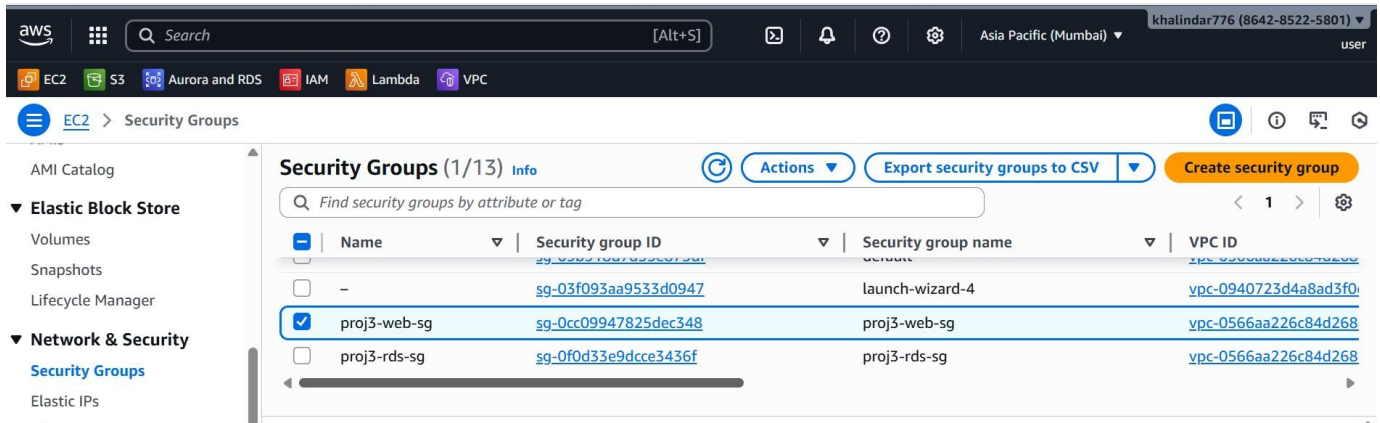 aws
Search
[Alt+S]
Asia Pacific (Mumbai) ▼
khalindar776 (8642-8522-5801) ▼
user
EC2 S3 Aurora and RDS IAM Lambda VPC
EC2 > Security Groups
AMI Catalog
▼ Elastic Block Store
Volumes
Snapshots
Lifecycle Manager
▼ Network & Security
Security Groups
Elastic IPs
Security Groups (1/13) Info
Actions ▼
Export security groups to CSV ▼
Create security group
Find security groups by attribute or tag
< 1 >
Name Security group ID Security group name VPC ID
– sg-03f093aa9533d0947 launch-wizard-4 vpc-0940723d4a8ad3f0
proj3-web-sg sg-0cc09947825dec348 proj3-web-sg vpc-0566aa226c84d268
proj3-rds-sg sg-0f0d33e9dcce3436f proj3-rds-sg vpc-0566aa226c84d268